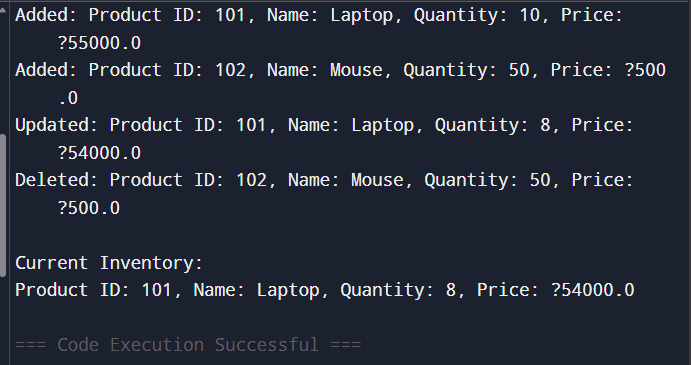 Added: Product ID: 101, Name: Laptop, Quantity: 10, Price:
?55000.0
Added: Product ID: 102, Name: Mouse, Quantity: 50, Price: ?500
.0
Updated: Product ID: 101, Name: Laptop, Quantity: 8, Price:
?54000.0
Deleted: Product ID: 102, Name: Mouse, Quantity: 50, Price:
?500.0
Current Inventory:
Product ID: 101, Name: Laptop, Quantity: 8, Price: ?54000.0
=== Code Execution Successful ===